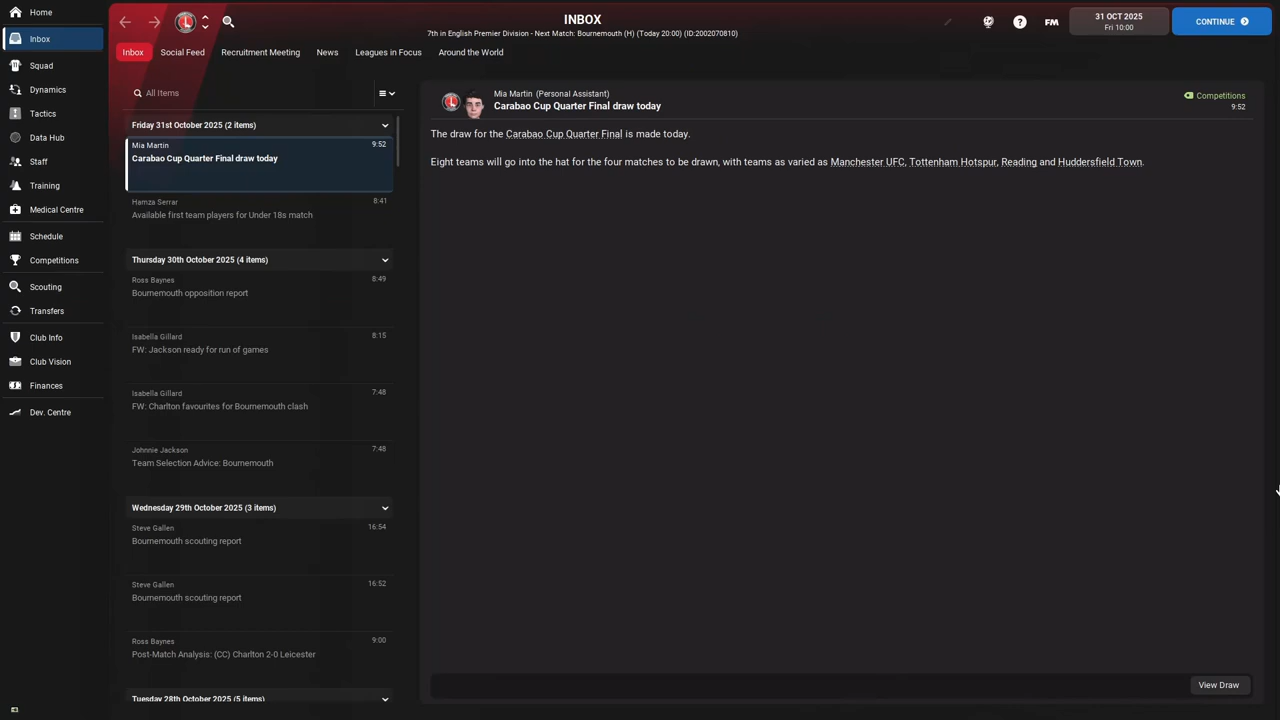 Home
Inbox
Squad
Dynamics
Tactics
Data Hub
Staff
Training
Medical Centre
Schedule
Competitions
Scouting
Transfers
Club Info
Club Vision
Finances
Dev. Centre
INBOX
7th in English Premier Division - Next Match: Bournemouth (H) (Today 20:00) (ID:2002070810)
FM
31 OCT 2025
Fri 10:00
CONTINUE
Inbox Social Feed Recruitment Meeting News Leagues in Focus Around the World
All Items
Friday 31st October 2025 (2 items)
Mia Martin 9:52
Carabao Cup Quarter Final draw today
Hamza Serrar 8:41
Available first team players for Under 18s match
Thursday 30th October 2025 (4 items)
Ross Baynes 8:49
Bournemouth opposition report
Isabella Gillard 8:15
FW: Jackson ready for run of games
Isabella Gillard 7:48
FW: Charlton favourites for Bournemouth clash
Johnnie Jackson 7:48
Team Selection Advice: Bournemouth
Wednesday 29th October 2025 (3 items)
Steve Gallen 16:54
Bournemouth scouting report
Steve Gallen 16:52
Bournemouth scouting report
Ross Baynes 9:00
Post-Match Analysis: (CC) Charlton 2-0 Leicester
Tuesday 28th October 2025 (5 items)
Mia Martin (Personal Assistant)
Carabao Cup Quarter Final draw today
Competitions
9:52
The draw for the Carabao Cup Quarter Final is made today.
Eight teams will go into the hat for the four matches to be drawn, with teams as varied as Manchester UFC, Tottenham Hotspur, Reading and Huddersfield Town.
View Draw